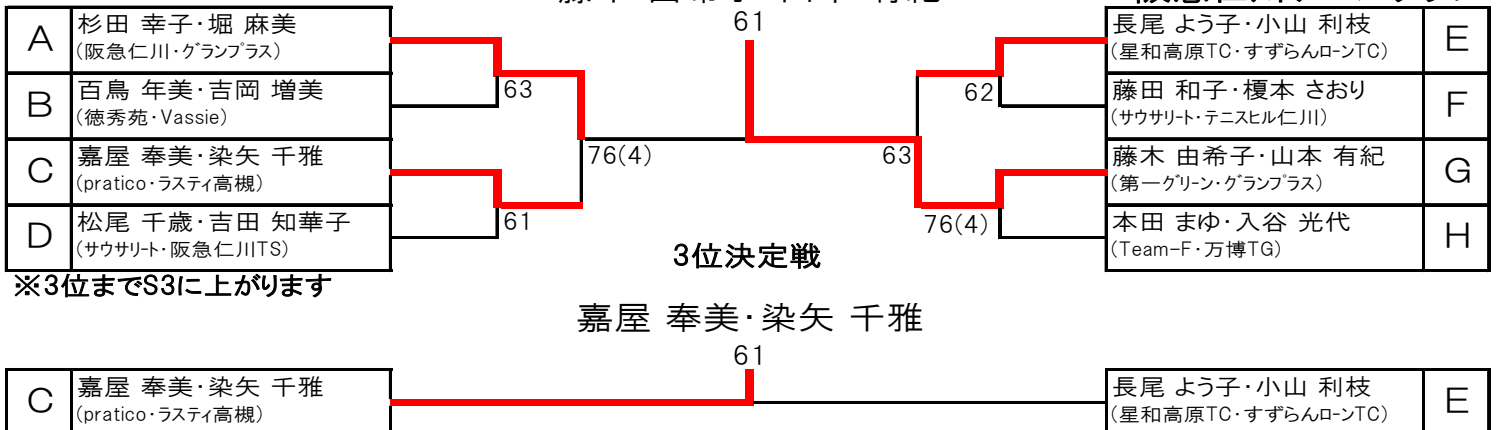 61
A
杉田 幸子・堀 麻美
(阪急仁川・グランプラス)
63
B
百鳥 年美・吉岡 増美
(徳秀苑・Vassie)
76(4)
C
嘉屋 奉美・染矢 千雅
(pratico・ラスティ高槻)
61
D
松尾 千歳・吉田 知華子
(サウサリート・阪急仁川TS)
長尾 よう子・小山 利枝
(星和高原TC・すずらんローンTC)
E
62
藤田 和子・榎本 さおり
(サウサリート・テニスヒル仁川)
F
63
藤木 由希子・山本 有紀
(第一グリーン・グランプラス)
G
76(4)
本田 まゆ・入谷 光代
(Team-F・万博TG)
H
3位決定戦
※3位までS3に上がります
嘉屋 奉美・染矢 千雅
61
C
嘉屋 奉美・染矢 千雅
(pratico・ラスティ高槻)
長尾 よう子・小山 利枝
(星和高原TC・すずらんローンTC)
E